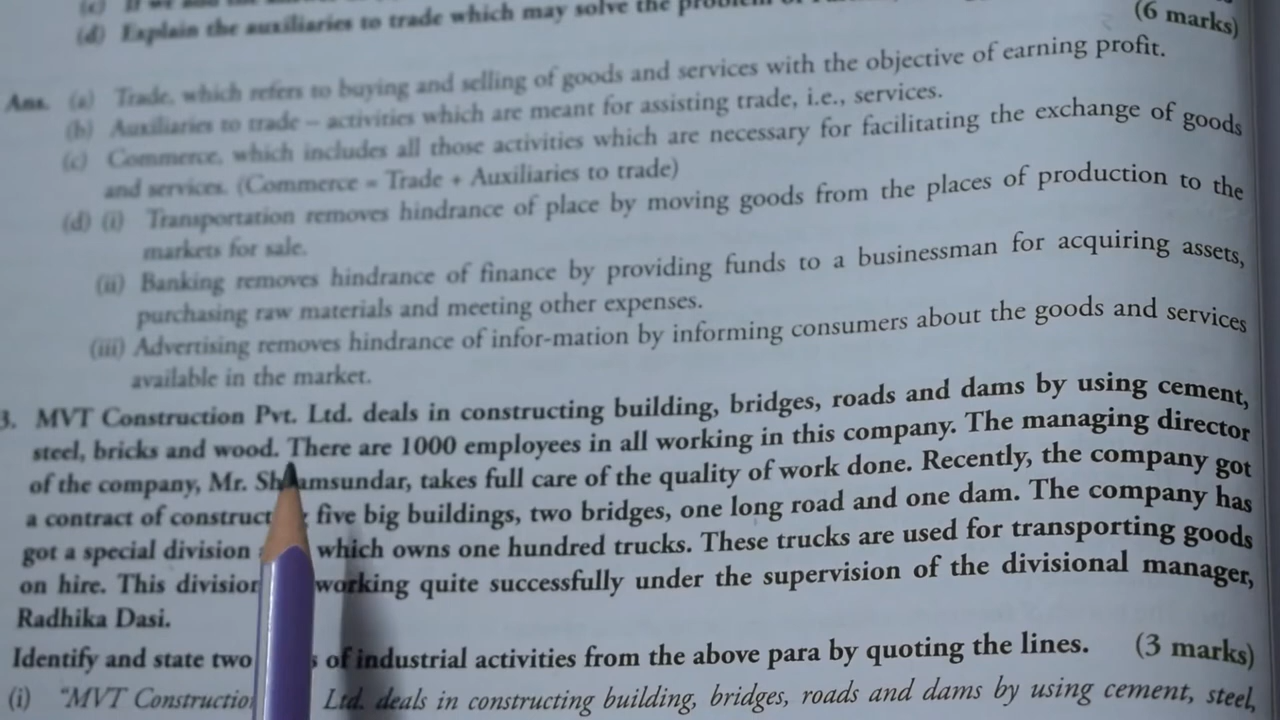 (d) Explain the auxiliaries to trade which may solve the
(6 marks)
Ans. (a) Trade, which refers to buying and selling of goods and services with the objective of earning profit.
(b) Auxiliaries to trade – activities which are meant for assisting trade, i.e., services.
(c) Commerce, which includes all those activities which are necessary for facilitating the exchange of goods
and services. (Commerce = Trade + Auxiliaries to trade)
(d) (i) Transportation removes hindrance of place by moving goods from the places of production to the
markets for sale.
(ii) Banking removes hindrance of finance by providing funds to a businessman for acquiring assets,
purchasing raw materials and meeting other expenses.
(iii) Advertising removes hindrance of infor-mation by informing consumers about the goods and services
available in the market.
3. MVT Construction Pvt. Ltd. deals in constructing building, bridges, roads and dams by using cement,
steel, bricks and wood. There are 1000 employees in all working in this company. The managing director
of the company, Mr. Shamsundar, takes full care of the quality of work done. Recently, the company got
a contract of five big buildings, two bridges, one long road and one dam. The company has
got a special division which owns one hundred trucks. These trucks are used for transporting goods
on hire. This division working quite successfully under the supervision of the divisional manager,
Radhika Dasi.
Identify and state two of industrial activities from the above para by quoting the lines. (3 marks)
(i) "MVT Construction Ltd. deals in constructing building, bridges, roads and dams by using cement, steel,